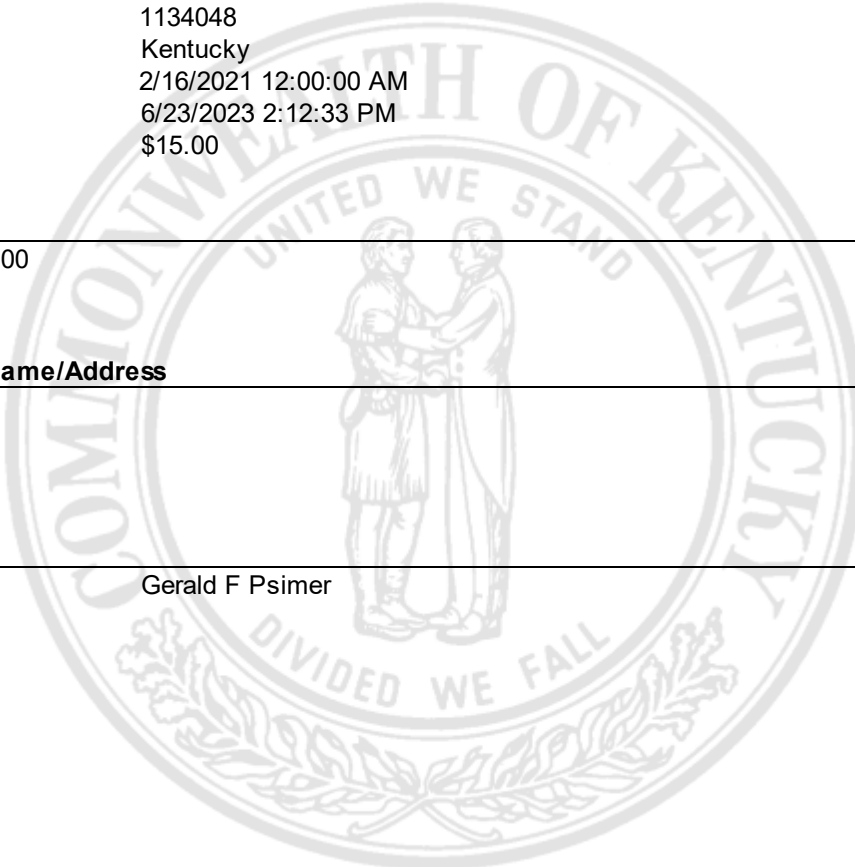 1134048
Kentucky
2/16/2021 12:00:00 AM
6/23/2023 2:12:33 PM
$15.00
00
ame/Address
Gerald F Psimer
COMMONWEALTH OF KENTUCKY
UNITED WE STAND
DIVIDED WE FALL